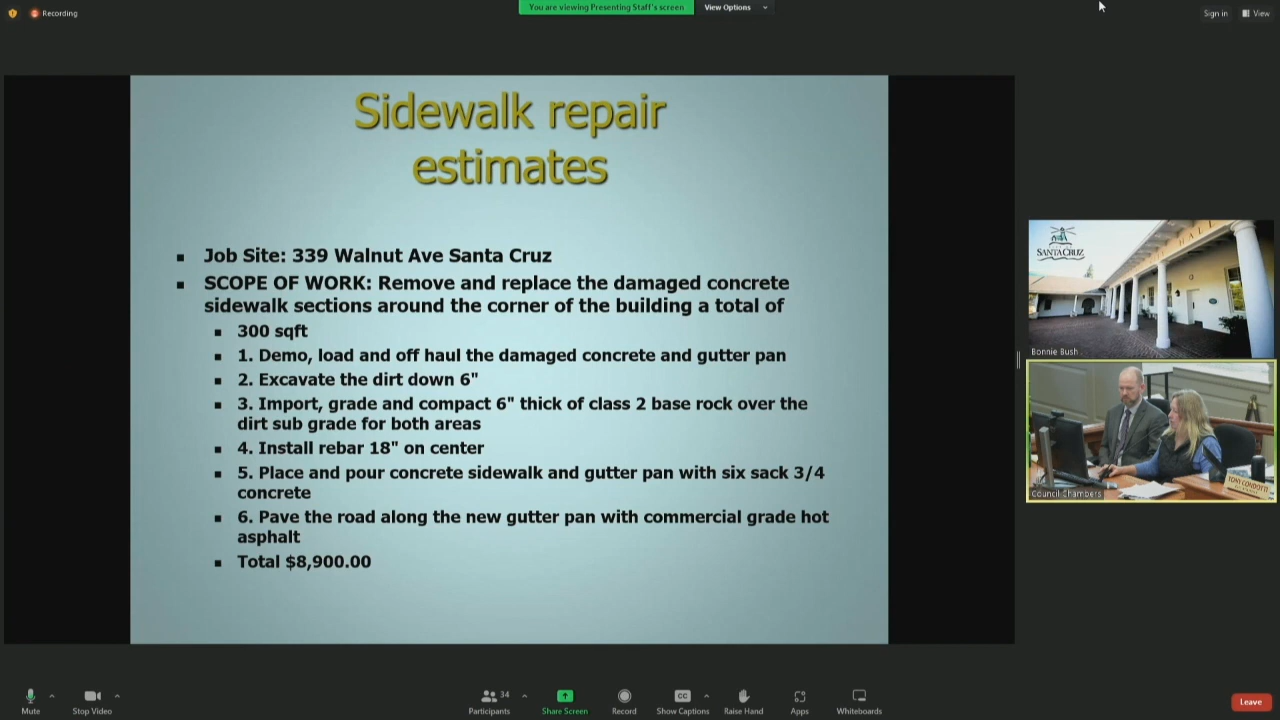 Recording
You are viewing Presenting Staff's screen
View Options
Sign in
View
Sidewalk repair
estimates
Job Site: 339 Walnut Ave Santa Cruz
SCOPE OF WORK: Remove and replace the damaged concrete
sidewalk sections around the corner of the building a total of
300 sqft
1. Demo, load and off haul the damaged concrete and gutter pan
2. Excavate the dirt down 6"
3. Import, grade and compact 6" thick of class 2 base rock over the
dirt sub grade for both areas
4. Install rebar 18" on center
5. Place and pour concrete sidewalk and gutter pan with six sack 3/4
concrete
6. Pave the road along the new gutter pan with commercial grade hot
asphalt
Total $8,900.00
SANTA CRUZ
HALL
Bonnie Bush
TONY CONDOTTI
Council Chambers
Mute
Stop Video
34
Participants
Share Screen
Record
CC
Show Captions
Raise Hand
Apps
Whiteboards
Leave